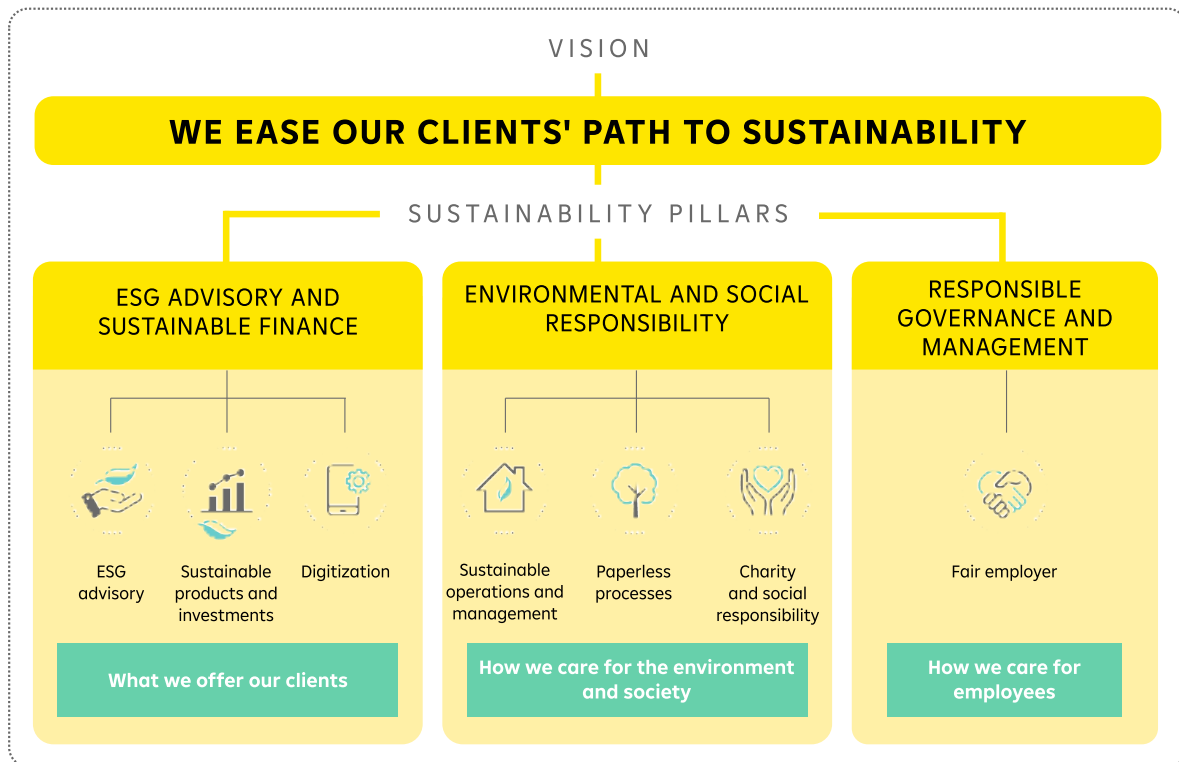 VISION
WE EASE OUR CLIENTS' PATH TO SUSTAINABILITY
SUSTAINABILITY PILLARS
ESG ADVISORY AND
SUSTAINABLE FINANCE
ESG
advisory
Sustainable
products and
investments
Digitization
What we offer our clients
ENVIRONMENTAL AND SOCIAL
RESPONSIBILITY
Sustainable
operations and
management
Paperless
processes
Charity
and social
responsibility
How we care for the environment
and society
RESPONSIBLE
GOVERNANCE AND
MANAGEMENT
Fair employer
How we care for
employees